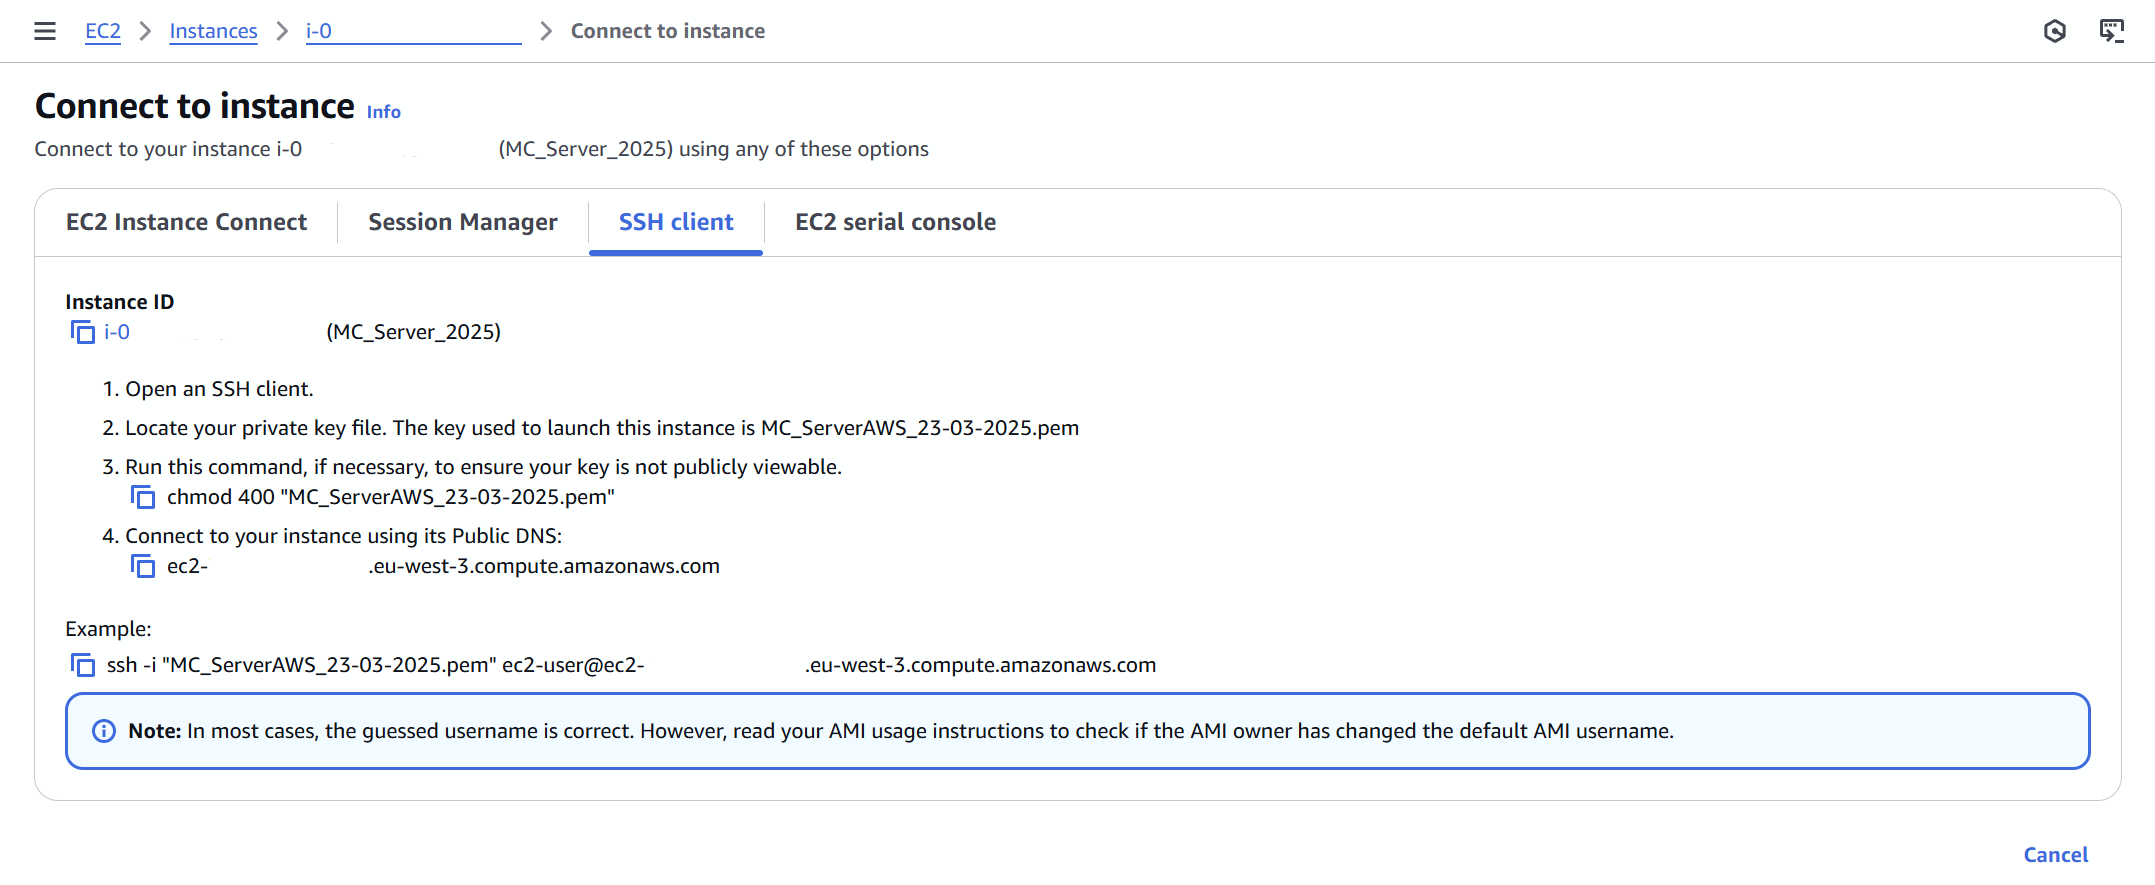 EC2 Instances i-0 Connect to instance
Connect to instance Info
Connect to your instance i-0 (MC_Server_2025) using any of these options
EC2 Instance Connect Session Manager SSH client EC2 serial console
Instance ID
i-0 (MC_Server_2025)
1. Open an SSH client.
2. Locate your private key file. The key used to launch this instance is MC_ServerAWS_23-03-2025.pem
3. Run this command, if necessary, to ensure your key is not publicly viewable.
chmod 400 "MC_ServerAWS_23-03-2025.pem"
4. Connect to your instance using its Public DNS:
ec2- .eu-west-3.compute.amazonaws.com
Example:
ssh -i "MC_ServerAWS_23-03-2025.pem" ec2-user@ec2- .eu-west-3.compute.amazonaws.com
Note: In most cases, the guessed username is correct. However, read your AMI usage instructions to check if the AMI owner has changed the default AMI username.
Cancel